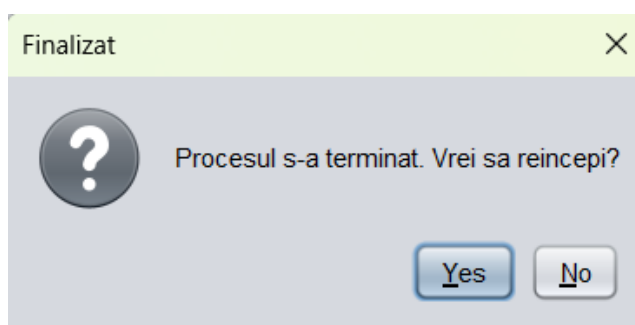 Finalizat
Procesul s-a terminat. Vrei sa reincepi?
Yes No